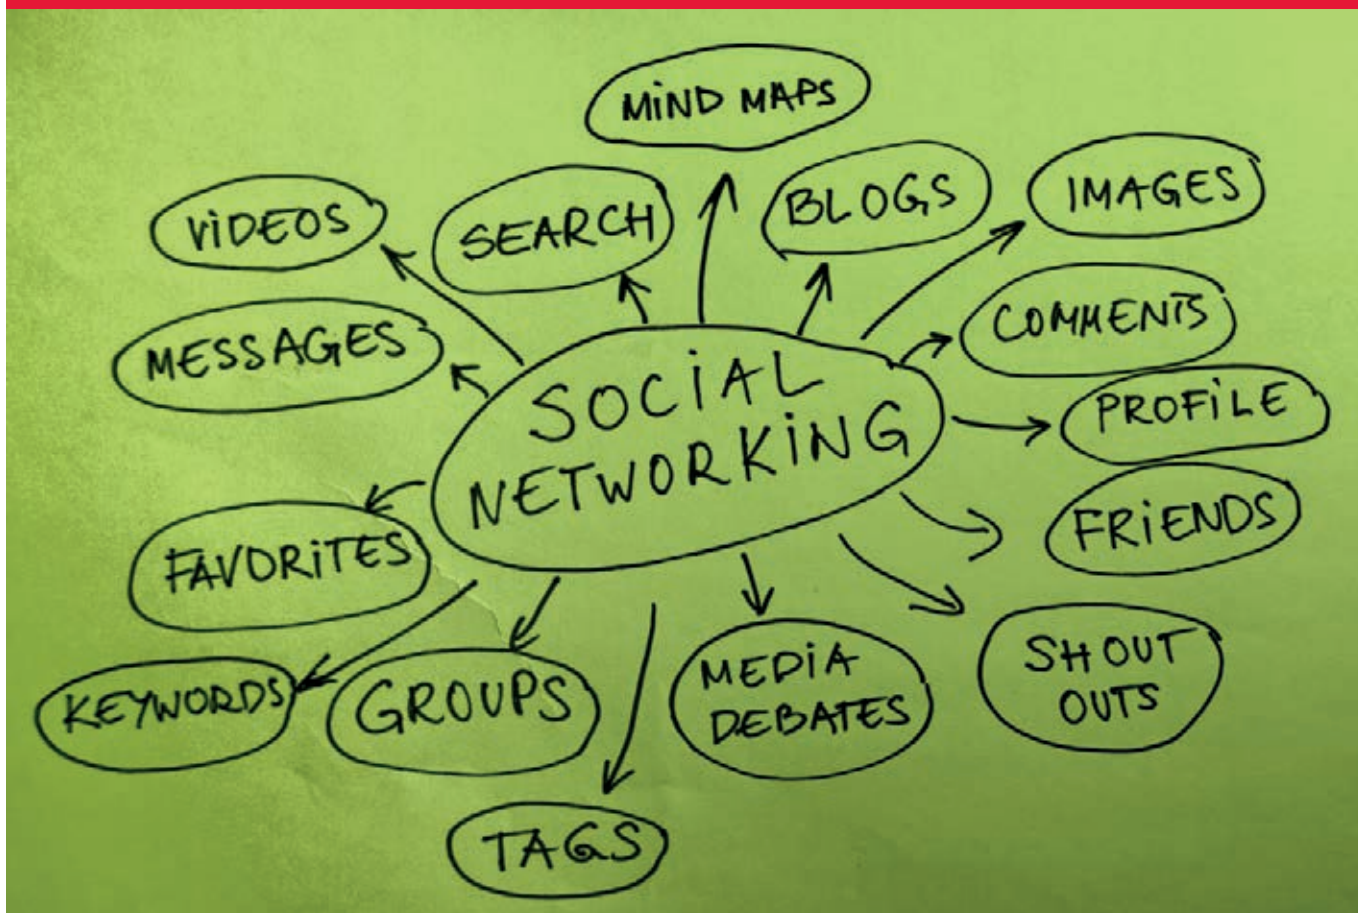 MiND MAPS
ViDEOS
SEARCH
BLOGS
IMAGES
MESSAGES
COMMENTS
SOCiAL
NETWORKiNG
PROFiLE
FAVORiTES
FRiENDS
KEYWORDS
GROUPS
MEDiA
DEBATES
SHOUT
OUTS
TAGS